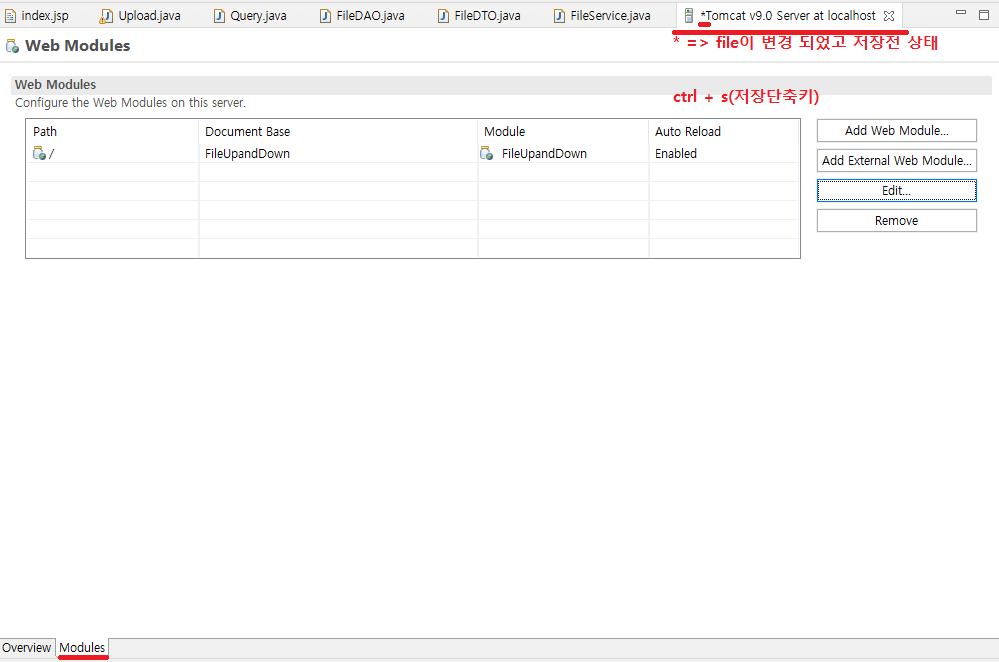 index.jsp Upload.java Query.java FileDAO.java FileDTO.java FileService.java *Tomcat v9.0 Server at localhost
Web Modules
* => file이 변경 되었고 저장전 상태
Web Modules
Configure the Web Modules on this server.
ctrl + s(저장단축키)
Path Document Base Module Auto Reload
/ FileUpandDown FileUpandDown Enabled
Add Web Module...
Add External Web Module...
Edit...
Remove
Overview Modules